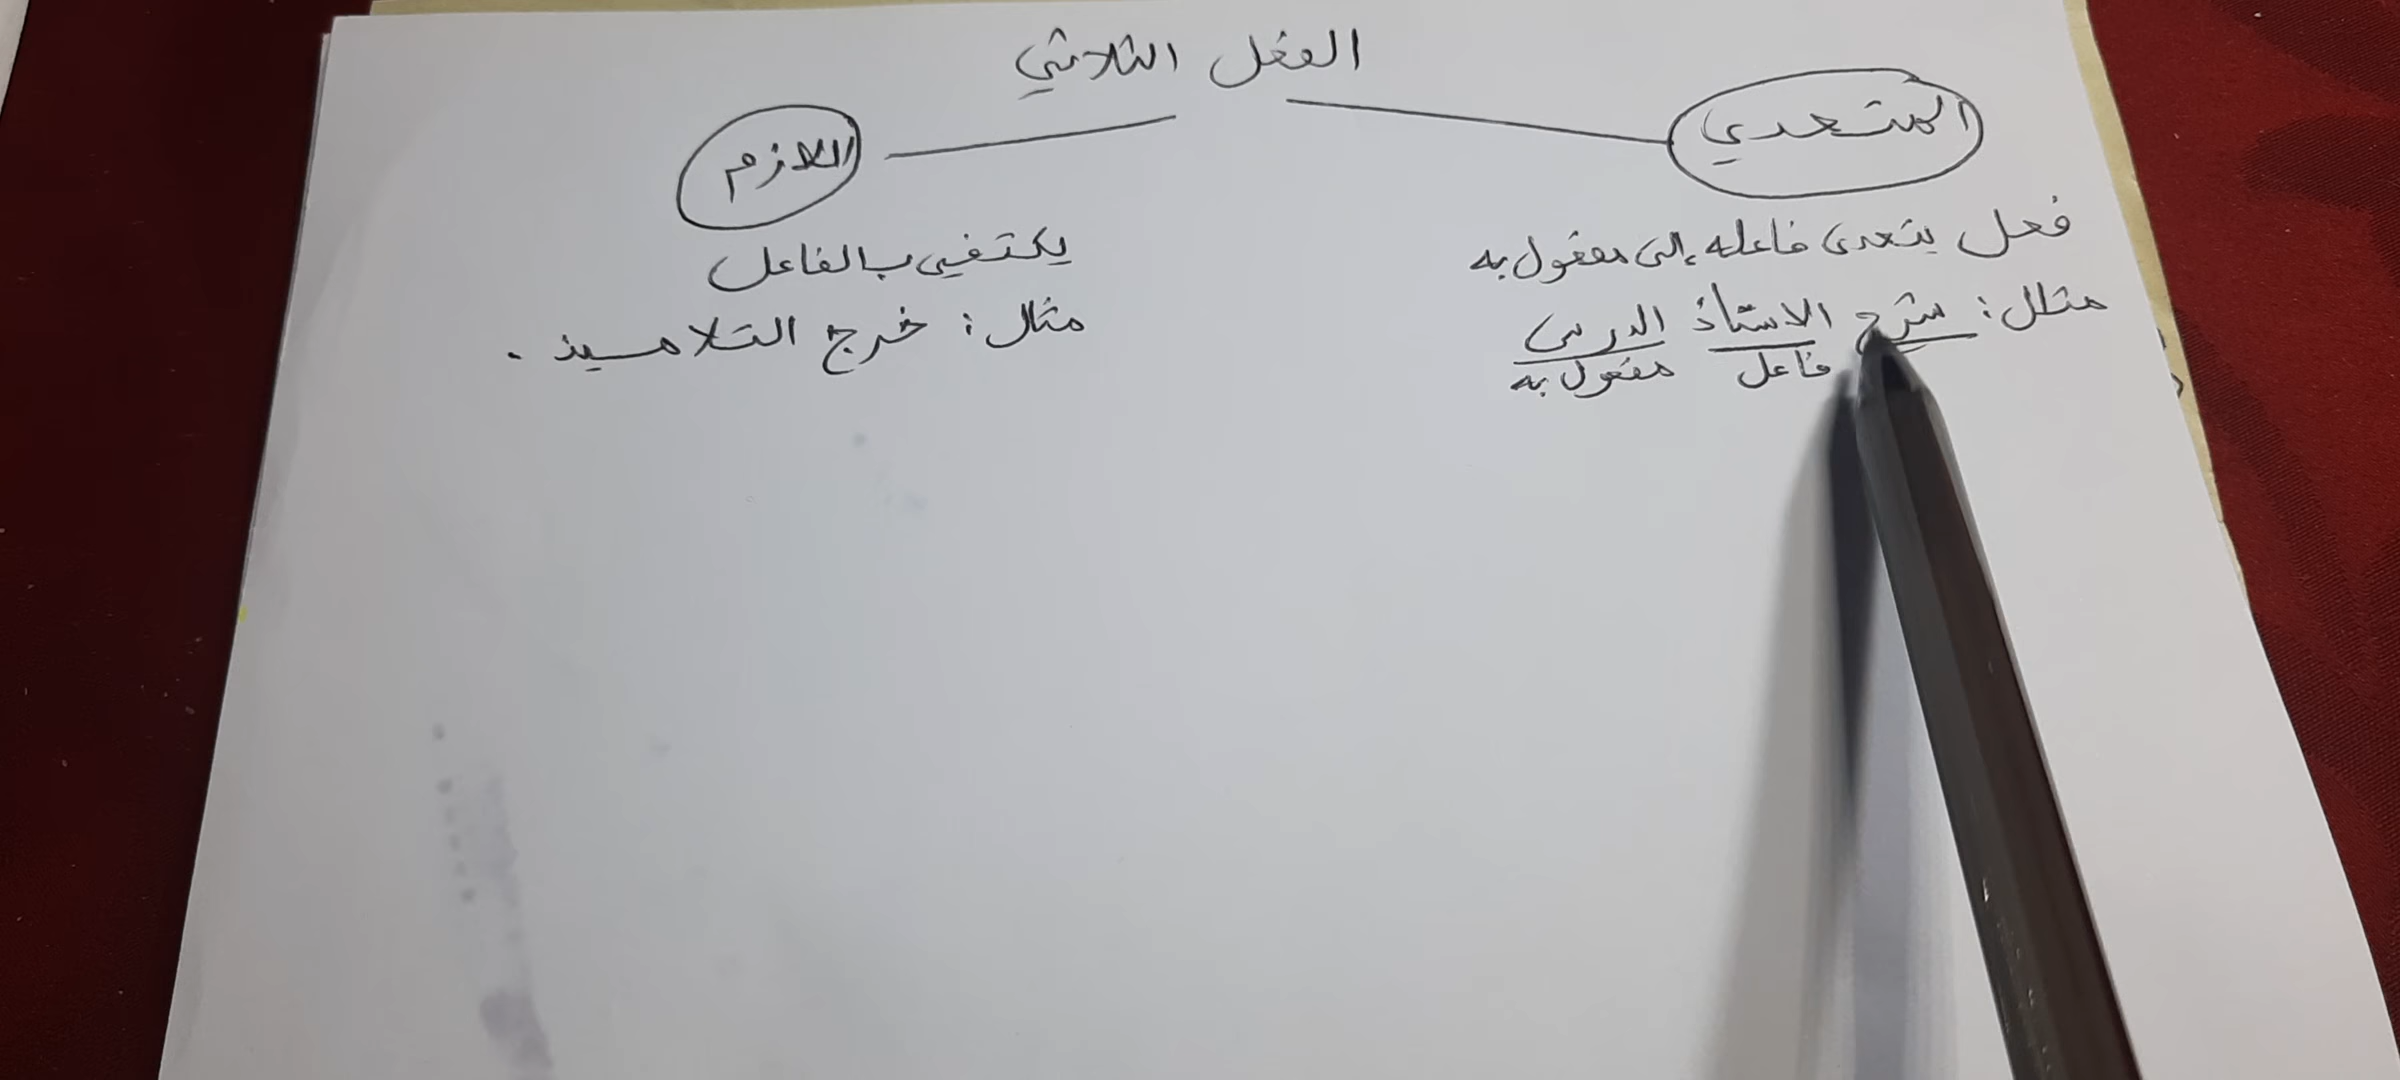 الفعل الثلاثي
المتعدي
فعل يتعدى فاعله إلى مفعول به
مثال: شرح الاستاذ الدرس
فاعل مفعول به
اللازم
يكتفي بالفاعل
مثال: خرج التلاميذ.